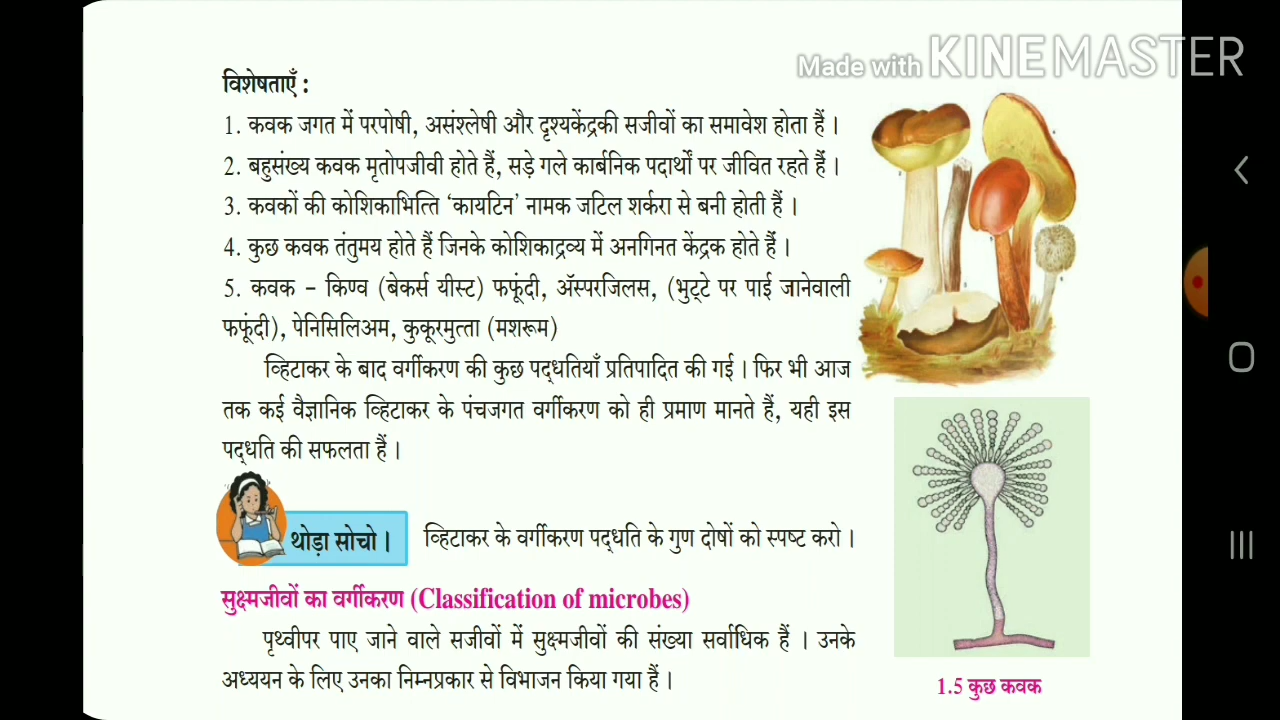 Made with KINEMASTER
विशेषताएँ :
1. कवक जगत में परपोषी, असंश्लेषी और दृश्यकेंद्रकी सजीवों का समावेश होता हैं ।
2. बहुसंख्य कवक मृतोपजीवी होते हैं, सड़े गले कार्बनिक पदार्थों पर जीवित रहते हैं ।
3. कवकों की कोशिकाभित्ति ‘कायटिन’ नामक जटिल शर्करा से बनी होती हैं ।
4. कुछ कवक तंतुमय होते हैं जिनके कोशिकाद्रव्य में अनगिनत केंद्रक होते हैं ।
5. कवक – किण्व (बेकर्स यीस्ट) फफूंदी, ॲस्परजिलस, (भुट्टे पर पाई जानेवाली
फफूंदी), पेनिसिलिअम, कुकूरमुत्ता (मशरूम)
व्हिटाकर के बाद वर्गीकरण की कुछ पद्धतियाँ प्रतिपादित की गई । फिर भी आज
तक कई वैज्ञानिक व्हिटाकर के पंचजगत वर्गीकरण को ही प्रमाण मानते हैं, यही इस
पद्धति की सफलता हैं ।
थोड़ा सोचो । व्हिटाकर के वर्गीकरण पद्धति के गुण दोषों को स्पष्ट करो ।
सुक्ष्मजीवों का वर्गीकरण (Classification of microbes)
पृथ्वीपर पाए जाने वाले सजीवों में सुक्ष्मजीवों की संख्या सर्वाधिक हैं । उनके
अध्ययन के लिए उनका निम्नप्रकार से विभाजन किया गया हैं ।
1.5 कुछ कवक